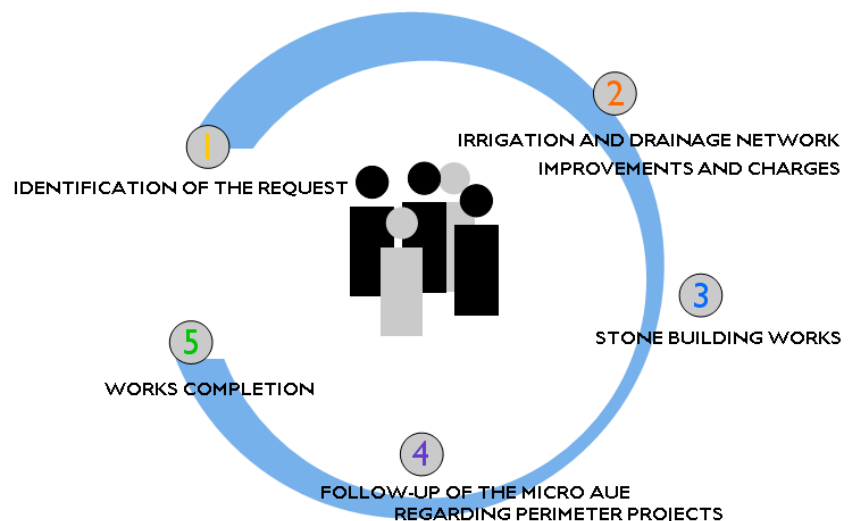 1
IDENTIFICATION OF THE REQUEST
2
IRRIGATION AND DRAINAGE NETWORK
IMPROVEMENTS AND CHARGES
3
STONE BUILDING WORKS
4
FOLLOW-UP OF THE MICRO AUE
REGARDING PERIMETER PROJECTS
5
WORKS COMPLETION